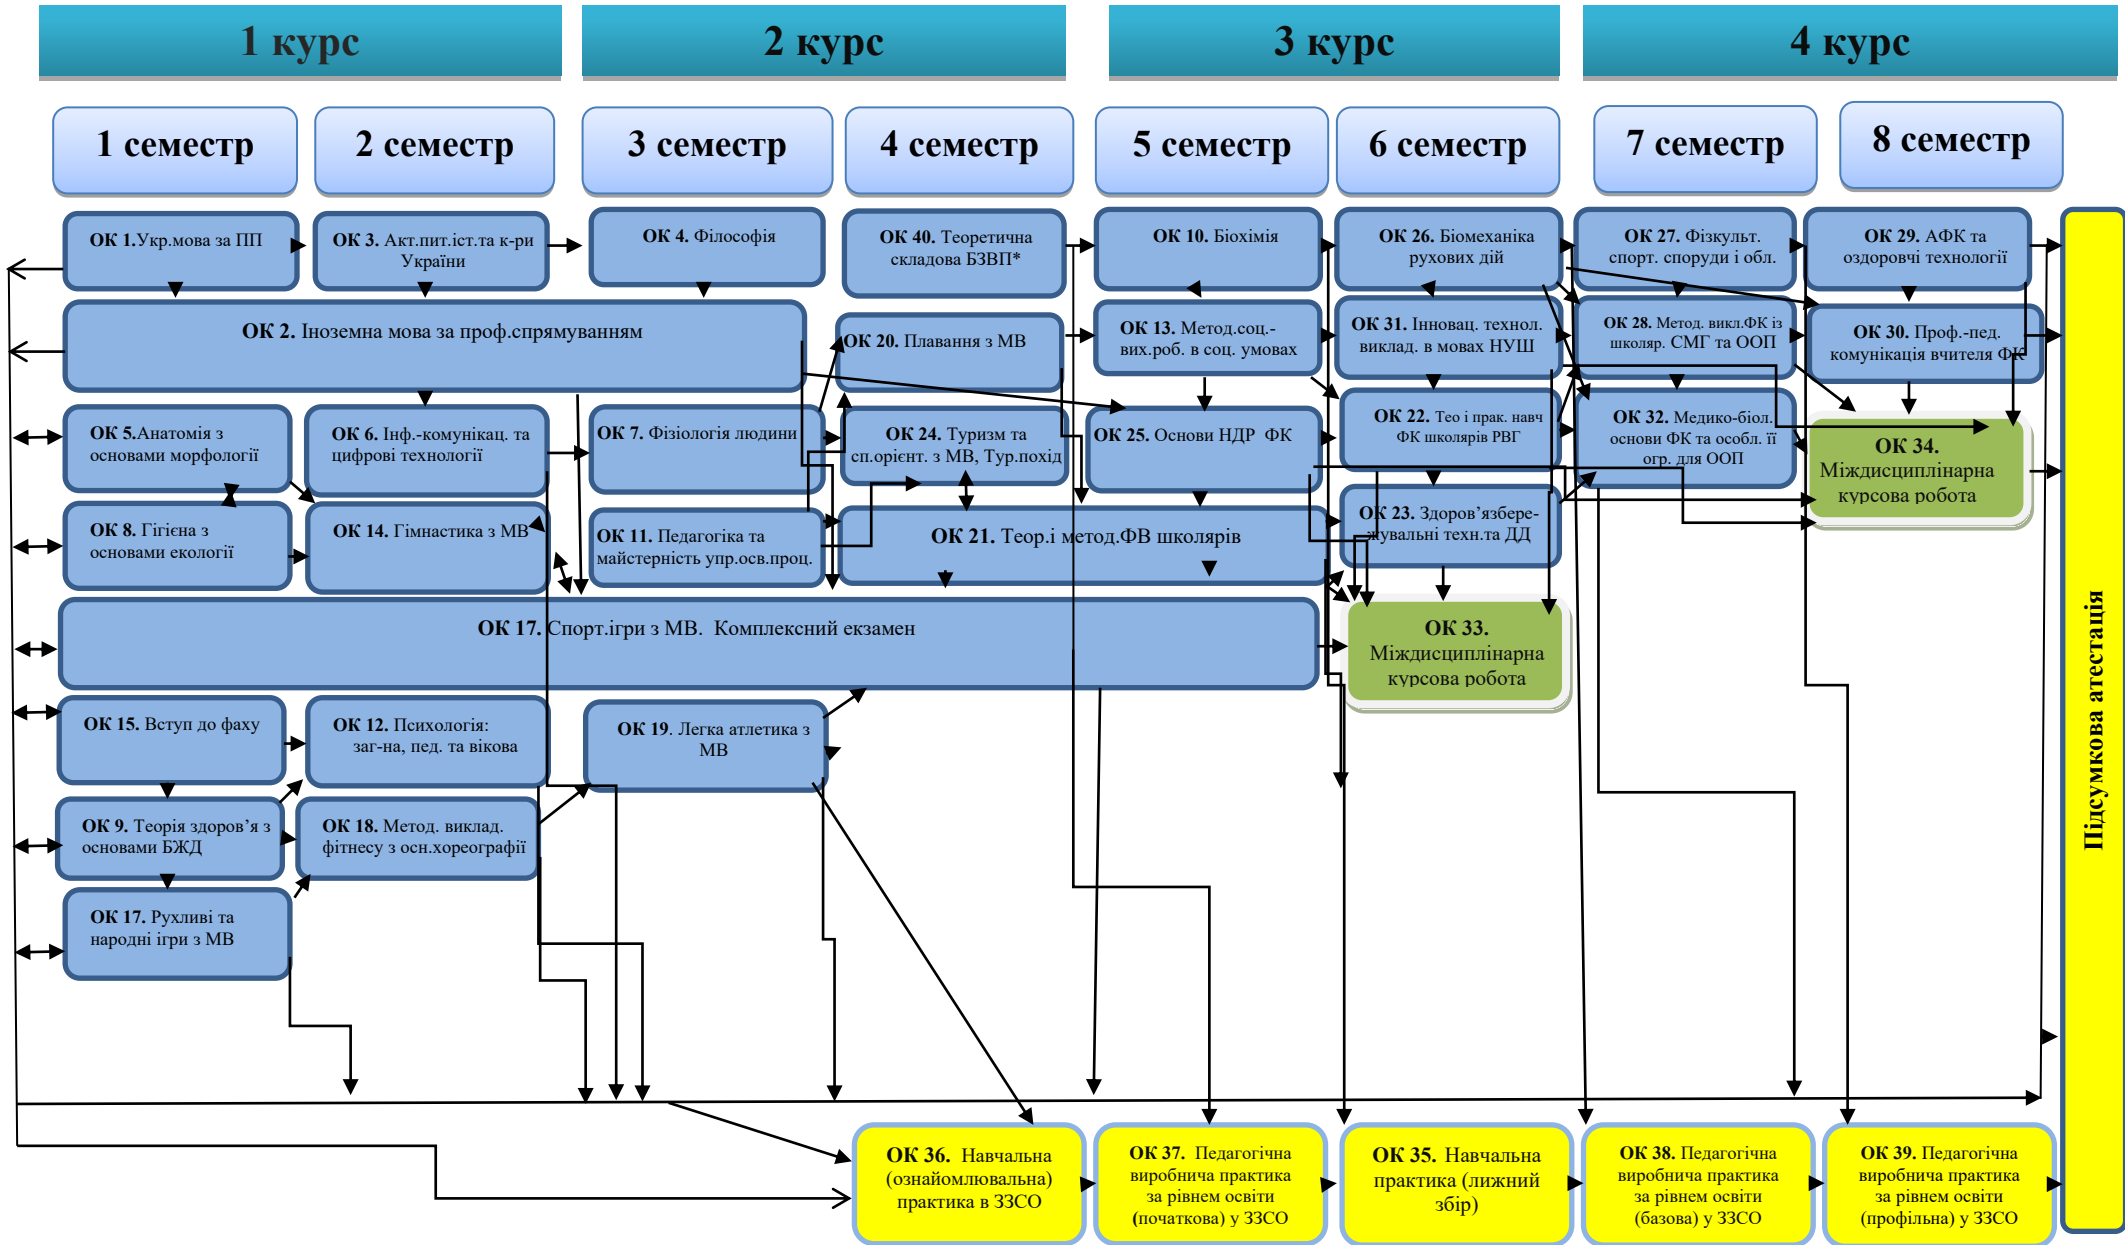 1 курс
2 курс
3 курс
4 курс
1 семестр
2 семестр
3 семестр
4 семестр
5 семестр
6 семестр
7 семестр
8 семестр
ОК 1.Укр.мова за ПП
ОК 3. Акт.пит.іст.та к-ри
України
ОК 4. Філософія
ОК 40. Теоретична
складова БЗВП*
ОК 10. Біохімія
ОК 26. Біомеханіка
рухових дій
ОК 27. Фізкульт.
спорт. споруди і обл.
ОК 29. АФК та
оздоровчі технології
ОК 2. Іноземна мова за проф.спрямуванням
ОК 20. Плавання з МВ
ОК 13. Метод.соц.-
вих.роб. в соц. умовах
ОК 31. Інновац. технол.
виклад. в мовах НУШ
ОК 28. Метод. викл.ФК із
школяр. СМГ та ООП
ОК 30. Проф.-пед.
комунікація вчителя ФК
ОК 5.Анатомія з
основами морфології
ОК 6. Інф.-комунікац. та
цифрові технології
ОК 7. Фізіологія людини
ОК 24. Туризм та
сп.орієнт. з МВ, Тур.похід
ОК 25. Основи НДР ФК
ОК 22. Тео і прак. навч
ФК школярів РВГ
ОК 32. Медико-біол.
основи ФК та особл. її
огр. для ООП
ОК 34.
Міждисциплінарна
курсова робота
ОК 8. Гігієна з
основами екології
ОК 14. Гімнастика з МВ
ОК 11. Педагогіка та
майстерність упр.осв.проц.
ОК 21. Теор.і метод.ФВ школярів
ОК 23. Здоров’язбере-
жувальні техн.та ДД
ОК 17. Спорт.ігри з МВ. Комплексний екзамен
ОК 33.
Міждисциплінарна
курсова робота
ОК 15. Вступ до фаху
ОК 12. Психологія:
заг-на, пед. та вікова
ОК 19. Легка атлетика з
МВ
ОК 9. Теорія здоров’я з
основами БЖД
ОК 18. Метод. виклад.
фітнесу з осн.хореографії
ОК 17. Рухливі та
народні ігри з МВ
Підсумкова атестація
ОК 36. Навчальна
(ознайомлювальна)
практика в ЗЗСО
ОК 37. Педагогічна
виробнича практика
за рівнем освіти
(початкова) у ЗЗСО
ОК 35. Навчальна
практика (лижний
збір)
ОК 38. Педагогічна
виробнича практика
за рівнем освіти
(базова) у ЗЗСО
ОК 39. Педагогічна
виробнича практика
за рівнем освіти
(профільна) у ЗЗСО